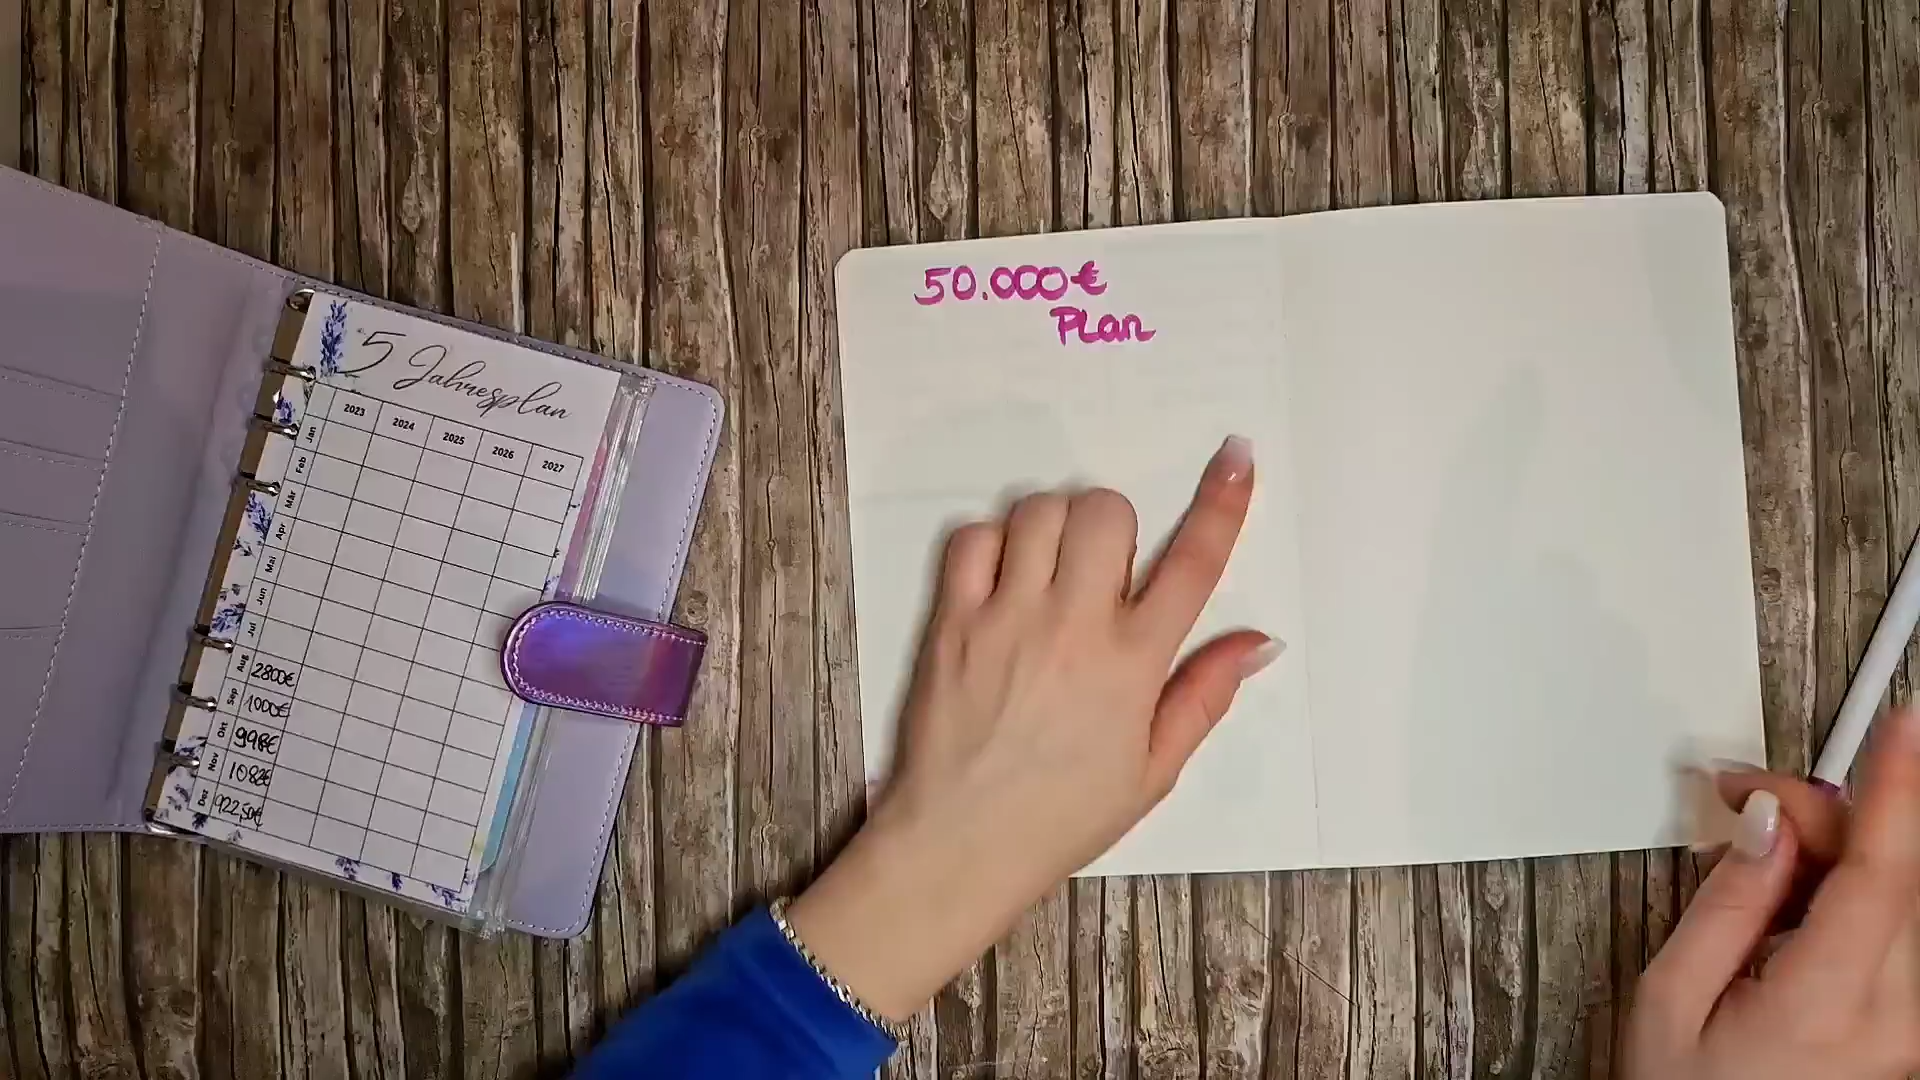 5 Jahresplan
2023 2024 2025 2026 2027
Jan
Feb
Mär
Apr
Mai
Jun
Jul
Aug 2800€
Sep 1000€
Okt 998€
Nov 1082€
Dez 922,50€
50.000€
Plan